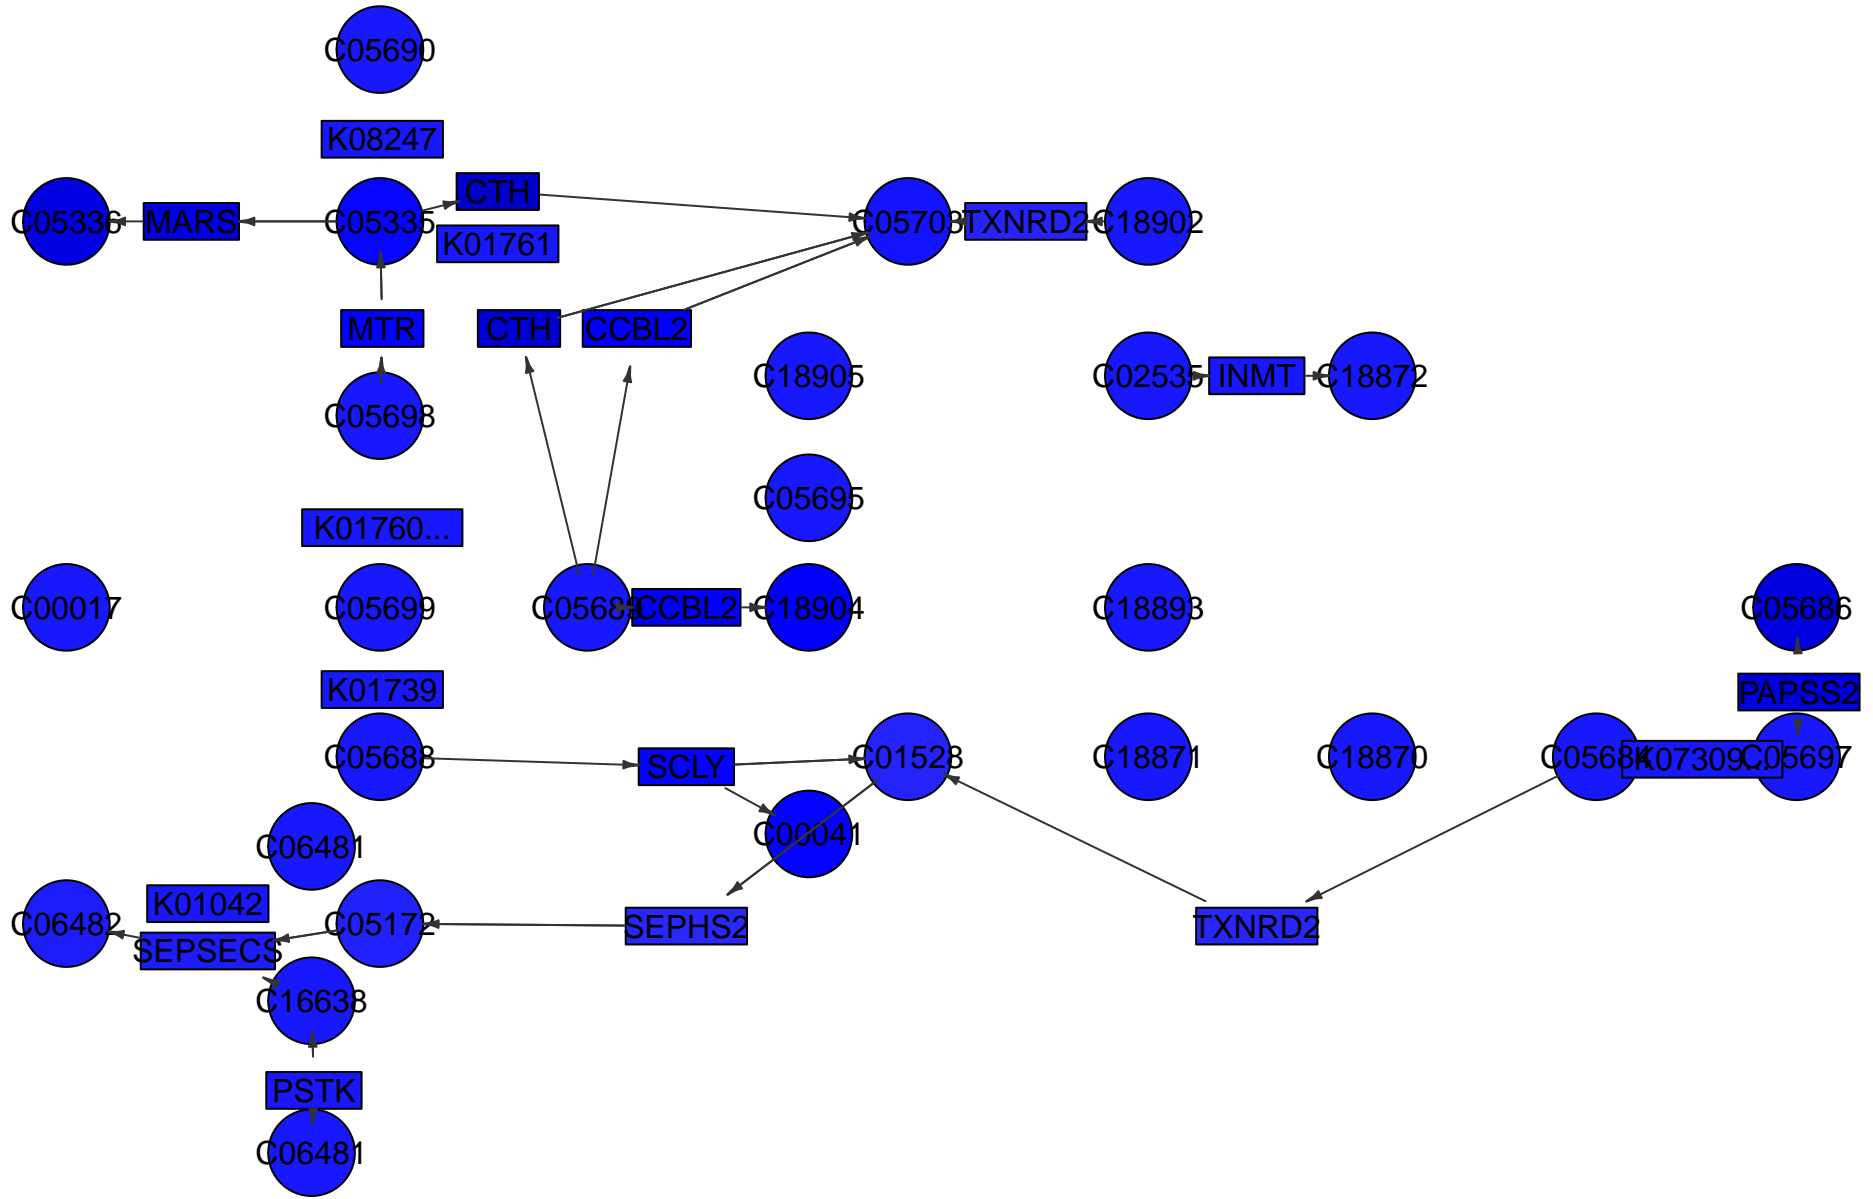 C05690
K08247
CTH
C05336
MARS
C05335
C05703
TXNRD2
C18902
K01761
MTR
CTH
CCBL2
C18905
C02535
INMT
C18872
C05698
C05695
K01760...
C00017
C05699
C05689
CCBL2
C18904
C18893
C05686
K01739
PAPSS2
C05688
SCLY
C01528
C18871
C18870
C05684
K07309...
C05697
C00041
C06481
K01042
C06482
C05172
SEPHS2
TXNRD2
SEPSECS
C16638
PSTK
C06481